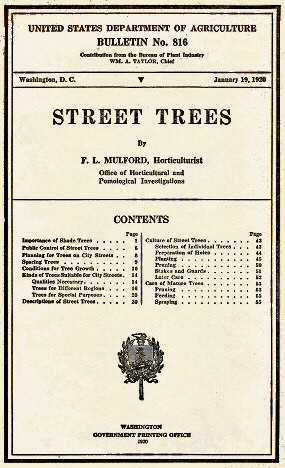 UNITED STATES DEPARTMENT OF AGRICULTURE
BULLETIN No. 816
Contribution from the Bureau of Plant Industry
WM. A. TAYLOR, Chief
Washington, D. C.
January 19, 1920
STREET TREES
By
F. L. MULFORD, Horticulturist
Office of Horticultural and
Pomological Investigations
CONTENTS
Page
Importance of Shade Trees . . . . . 1
Public Control of Street Trees . . . . 5
Planning for Trees on City Streets . . 8
Spacing Trees . . . . . 9
Conditions for Tree Growth . . . . 10
Kinds of Trees Suitable for City Streets. 14
Qualities Necessary. . . . . 14
Trees for Different Regions . . . 16
Trees for Special Purposes . . . 20
Descriptions of Street Trees . . . . 20
Page
Culture of Street Trees . . . . . 42
Selection of Individual Trees . . . 42
Preparation of Holes . . . . 44
Planting . . . . . 45
Pruning . . . . . 50
Stakes and Guards . . . . . 51
Later Care . . . . . 52
Care of Mature Trees . . . . . 53
Pruning . . . . . 53
Feeding . . . . . 55
Spraying . . . . . 55
WASHINGTON
GOVERNMENT PRINTING OFFICE
1920